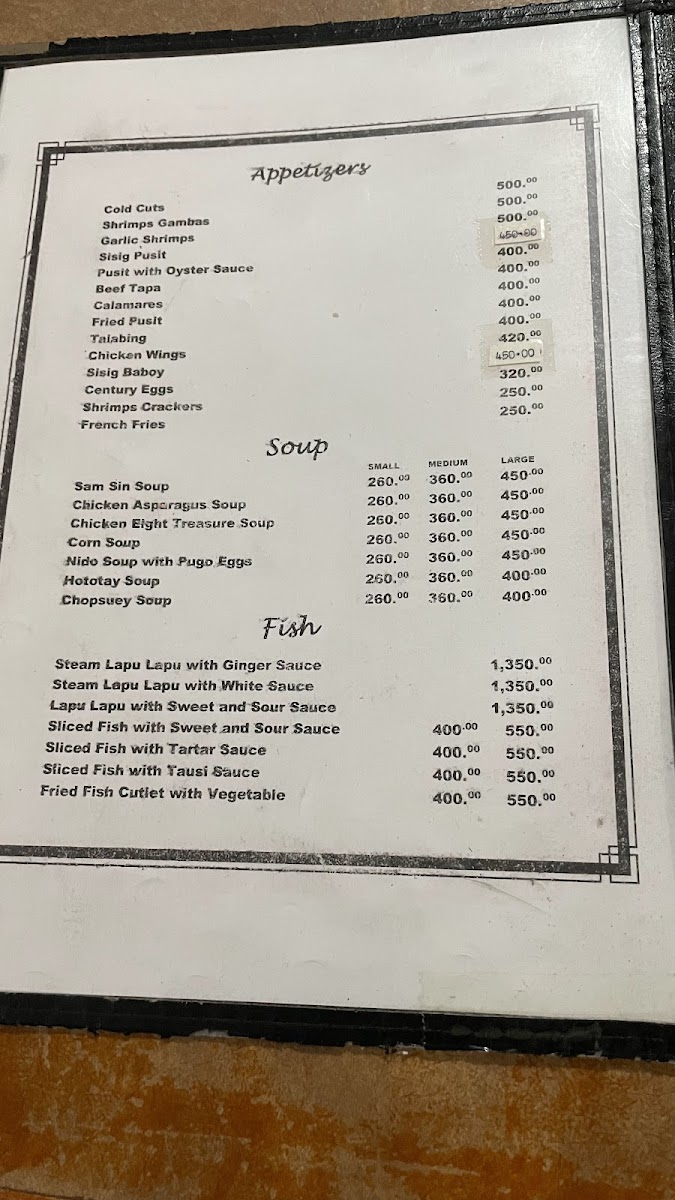 Appetizers
Cold Cuts 500.00
Shrimps Gambas 500.00
Garlic Shrimps 500.00
Sisig Pusit 450.00
Pusit with Oyster Sauce 400.00
Beef Tapa 400.00
Calamares 400.00
Fried Pusit 400.00
Talabing 400.00
Chicken Wings 420.00
Sisig Baboy 450.00
Century Eggs 320.00
Shrimps Crackers 250.00
French Fries 250.00
Soup
SMALL MEDIUM LARGE
Sam Sin Soup 260.00 360.00 450.00
Chicken Asparagus Soup 260.00 360.00 450.00
Chicken Eight Treasure Soup 260.00 360.00 450.00
Corn Soup 260.00 360.00 450.00
Nido Soup with Pugo Eggs 260.00 360.00 450.00
Hototay Soup 260.00 360.00 400.00
Chopsuey Soup 260.00 360.00 400.00
Fish
Steam Lapu Lapu with Ginger Sauce 1,350.00
Steam Lapu Lapu with White Sauce 1,350.00
Lapu Lapu with Sweet and Sour Sauce 1,350.00
Sliced Fish with Sweet and Sour Sauce 400.00 550.00
Sliced Fish with Tartar Sauce 400.00 550.00
Sliced Fish with Tausi Sauce 400.00 550.00
Fried Fish Cutlet with Vegetable 400.00 550.00